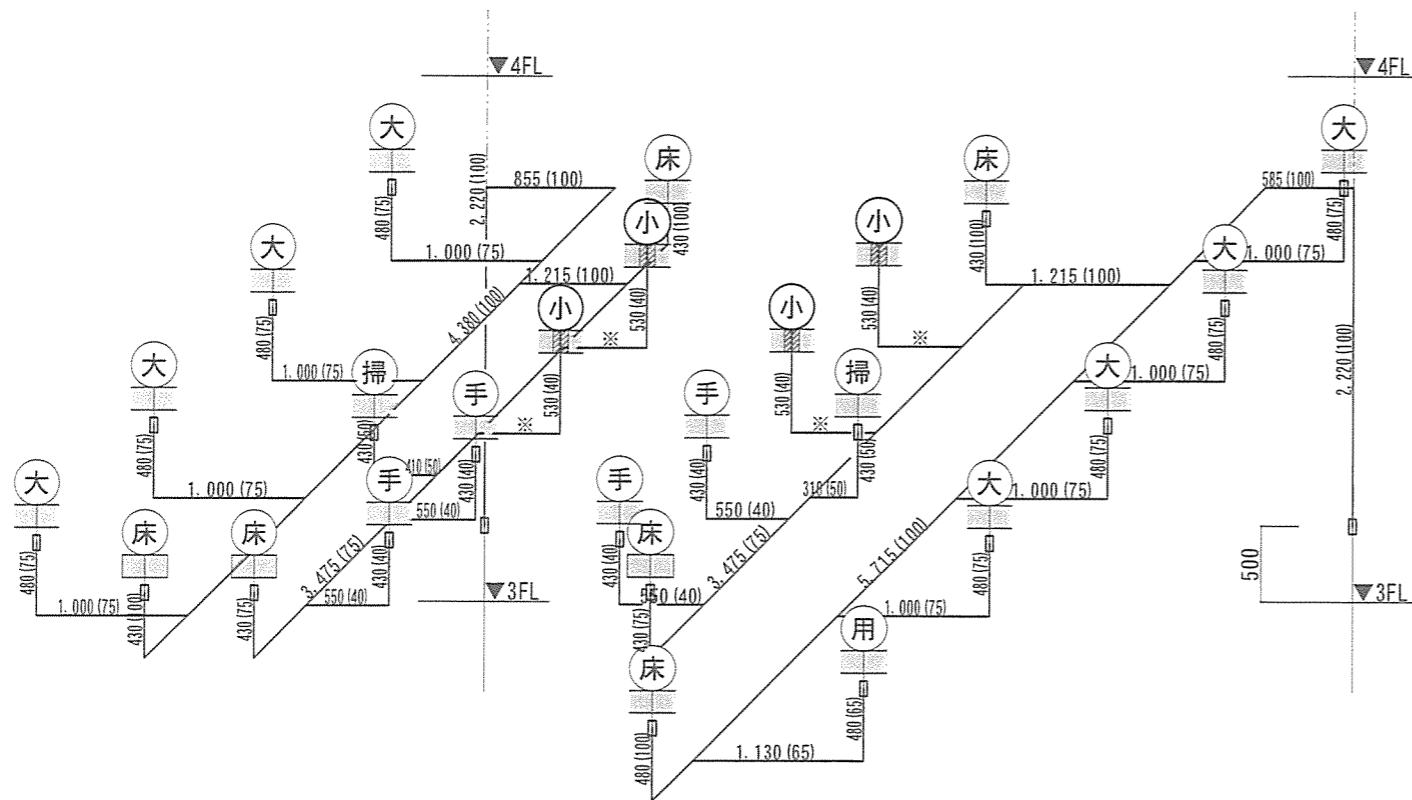 ▼4FL
▼4FL
大
大
床
床
855 (100)
585 (100)
2, 220 (100)
小
小
480 (75)
430 (100)
430 (100)
480 (75)
大
大
1. 000 (75)
1. 000 (75)
1. 215 (100)
1. 215 (100)
小
小
4, 380 (100)
530 (40)
530 (40)
480 (75)
480 (75)
※
※
大
掃
手
手
掃
大
1. 000 (75)
1. 000 (75)
2, 220 (100)
530 (40)
530 (40)
※
※
480 (75)
430 (50)
430 (40)
430 (40)
430 (50)
480 (75)
410 (50)
310 (50)
大
手
手
大
1. 000 (75)
1. 000 (75)
550 (40)
550 (40)
床
床
床
480 (75)
430 (40)
430 (40)
480 (75)
3, 475 (75)
3, 475 (75)
5, 715 (100)
500
▼3FL
▼3FL
1. 000 (75)
550 (40)
550 (40)
1. 000 (75)
430 (100)
430 (75)
430 (75)
用
床
480 (65)
480 (100)
1. 130 (65)